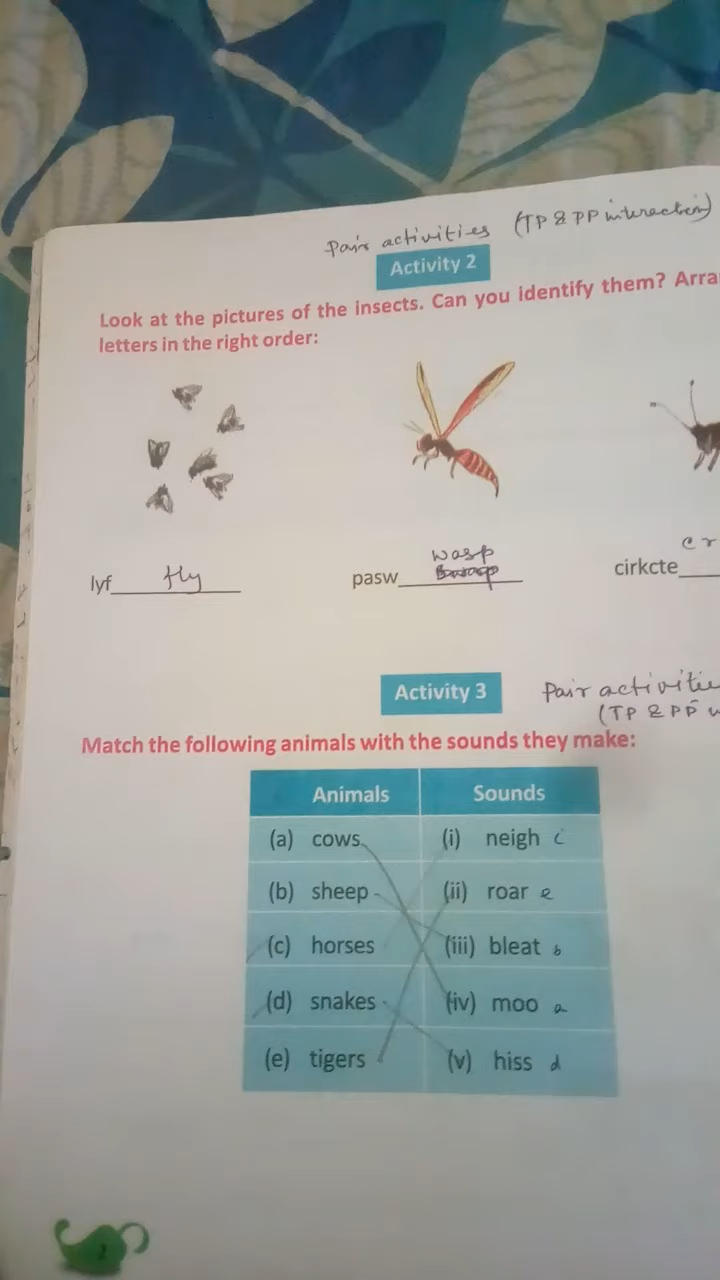 Pair activities (TP & PP interaction)
Activity 2
Look at the pictures of the insects. Can you identify them? Arra
letters in the right order:
lyf fly
pasw wasp
cirkcte cr
Activity 3 Pair activitie
(TP & PP
Match the following animals with the sounds they make:
Animals Sounds
(a) cows (i) neigh c
(b) sheep (ii) roar e
(c) horses (iii) bleat b
(d) snakes (iv) moo a
(e) tigers (v) hiss d
2